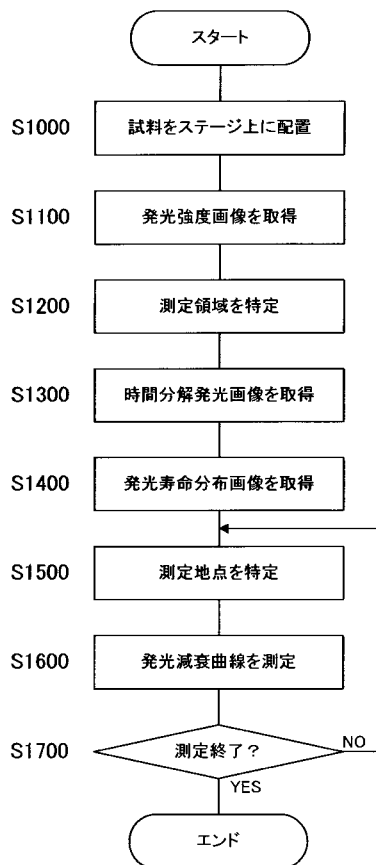 スタート
S1000 試料をステージ上に配置
S1100 発光強度画像を取得
S1200 測定領域を特定
S1300 時間分解発光画像を取得
S1400 発光寿命分布画像を取得
S1500 測定地点を特定
S1600 発光減衰曲線を測定
S1700 測定終了？ NO
YES
エンド